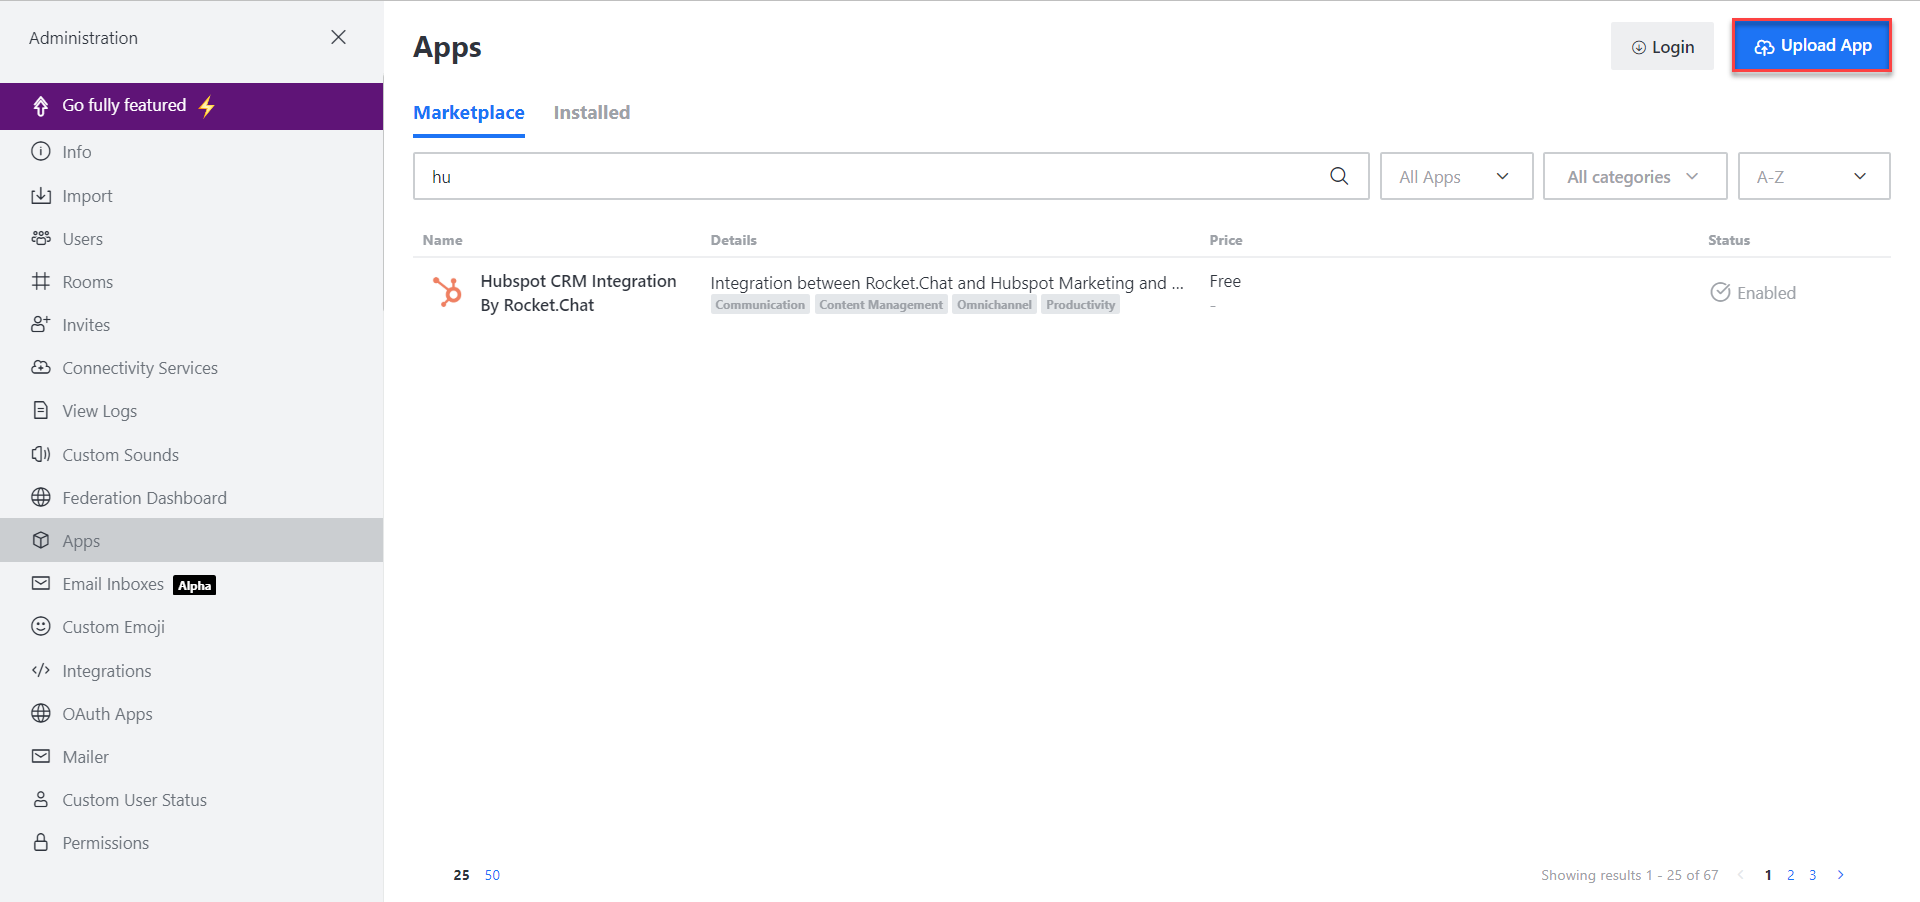 Administration
Go fully featured ⚡
Info
Import
Users
Rooms
Invites
Connectivity Services
View Logs
Custom Sounds
Federation Dashboard
Apps
Email Inboxes Alpha
Custom Emoji
Integrations
OAuth Apps
Mailer
Custom User Status
Permissions
Apps
Login
Upload App
Marketplace Installed
hu
All Apps
All categories
A-Z
Name Details Price Status
Hubspot CRM Integration
By Rocket.Chat
Integration between Rocket.Chat and Hubspot Marketing and ...
Communication Content Management Omnichannel Productivity
Free
-
Enabled
25 50
Showing results 1 - 25 of 67 < 1 2 3 >